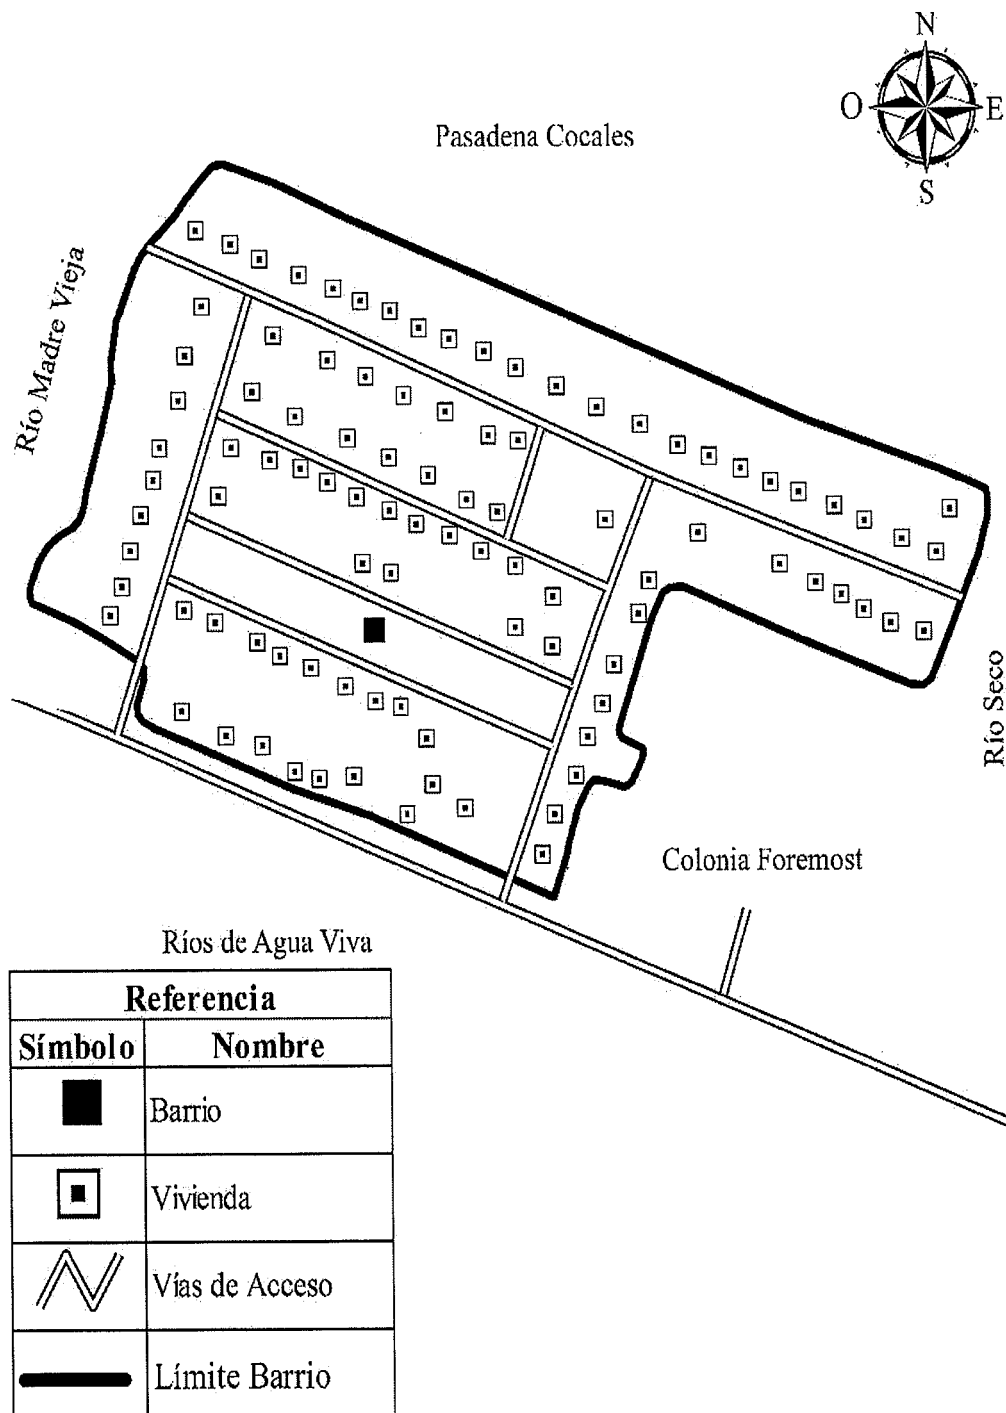 N
O E
S
Pasadena Cocales
Río Madre Vieja
Río Seco
Colonia Foremost
Ríos de Agua Viva
Referencia
Símbolo Nombre
Barrio
Vivienda
Vías de Acceso
Límite Barrio